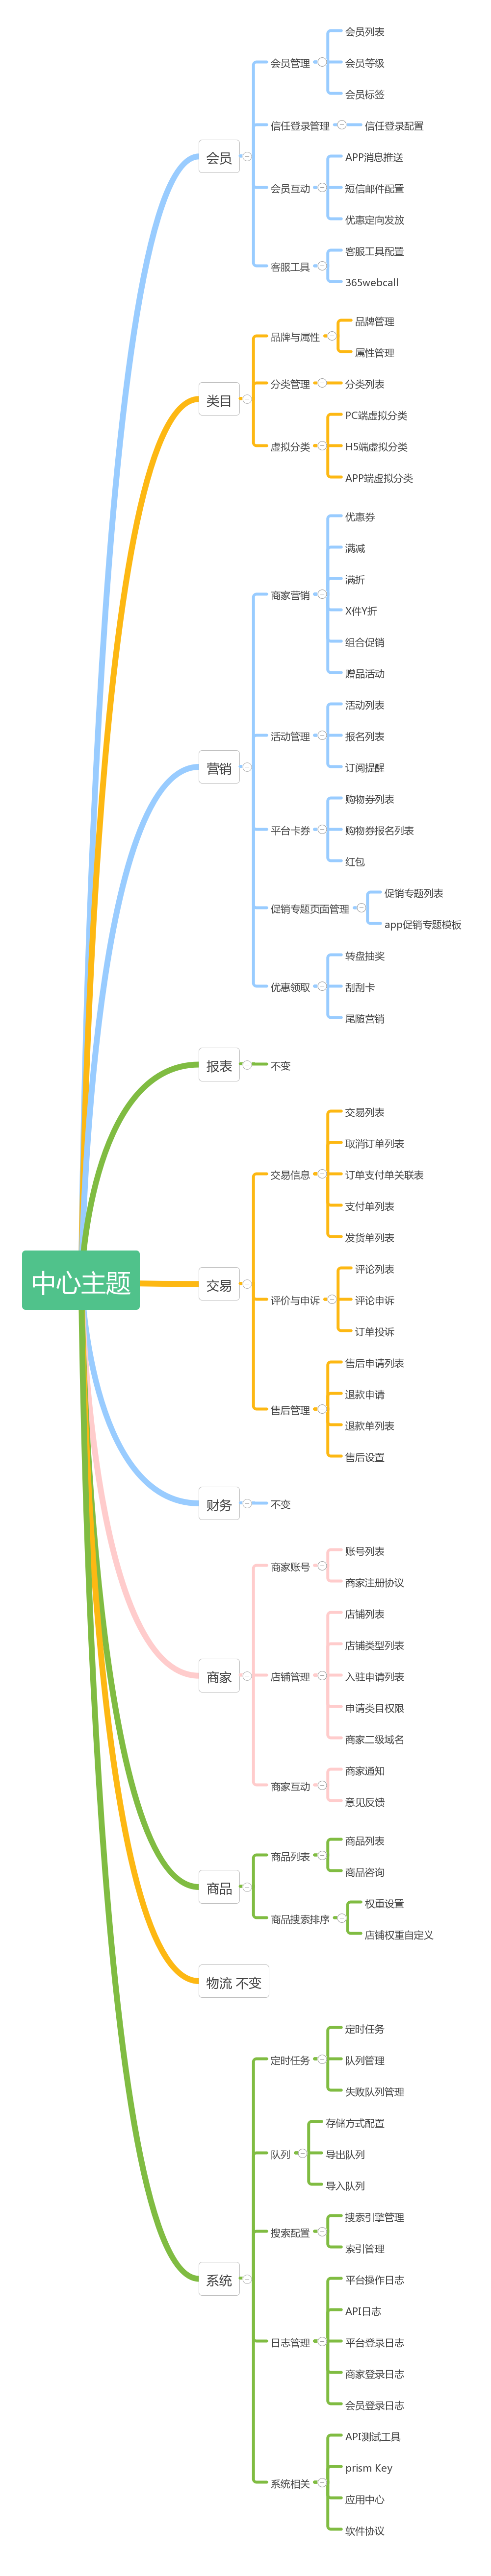 中心主题
会员
会员管理
会员列表
会员等级
会员标签
信任登录管理
信任登录配置
会员互动
APP消息推送
短信邮件配置
优惠定向发放
客服工具
客服工具配置
365webcall
类目
品牌与属性
品牌管理
属性管理
分类管理
分类列表
虚拟分类
PC端虚拟分类
H5端虚拟分类
APP端虚拟分类
营销
商家营销
优惠券
满减
满折
X件Y折
组合促销
赠品活动
活动管理
活动列表
报名列表
订阅提醒
平台卡券
购物券列表
购物券报名列表
红包
促销专题页面管理
促销专题列表
app促销专题模板
优惠领取
转盘抽奖
刮刮卡
尾随营销
报表
不变
交易
交易信息
交易列表
取消订单列表
订单支付单关联表
支付单列表
发货单列表
评价与申诉
评论列表
评论申诉
订单投诉
售后管理
售后申请列表
退款申请
退款单列表
售后设置
财务
不变
商家
商家账号
账号列表
商家注册协议
店铺管理
店铺列表
店铺类型列表
入驻申请列表
申请类目权限
商家二级域名
商家互动
商家通知
意见反馈
商品
商品列表
商品列表
商品咨询
商品搜索排序
权重设置
店铺权重自定义
物流 不变
系统
定时任务
定时任务
队列管理
失败队列管理
队列
存储方式配置
导出队列
导入队列
搜索配置
搜索引擎管理
索引管理
日志管理
平台操作日志
API日志
平台登录日志
商家登录日志
会员登录日志
系统相关
API测试工具
prism Key
应用中心
软件协议